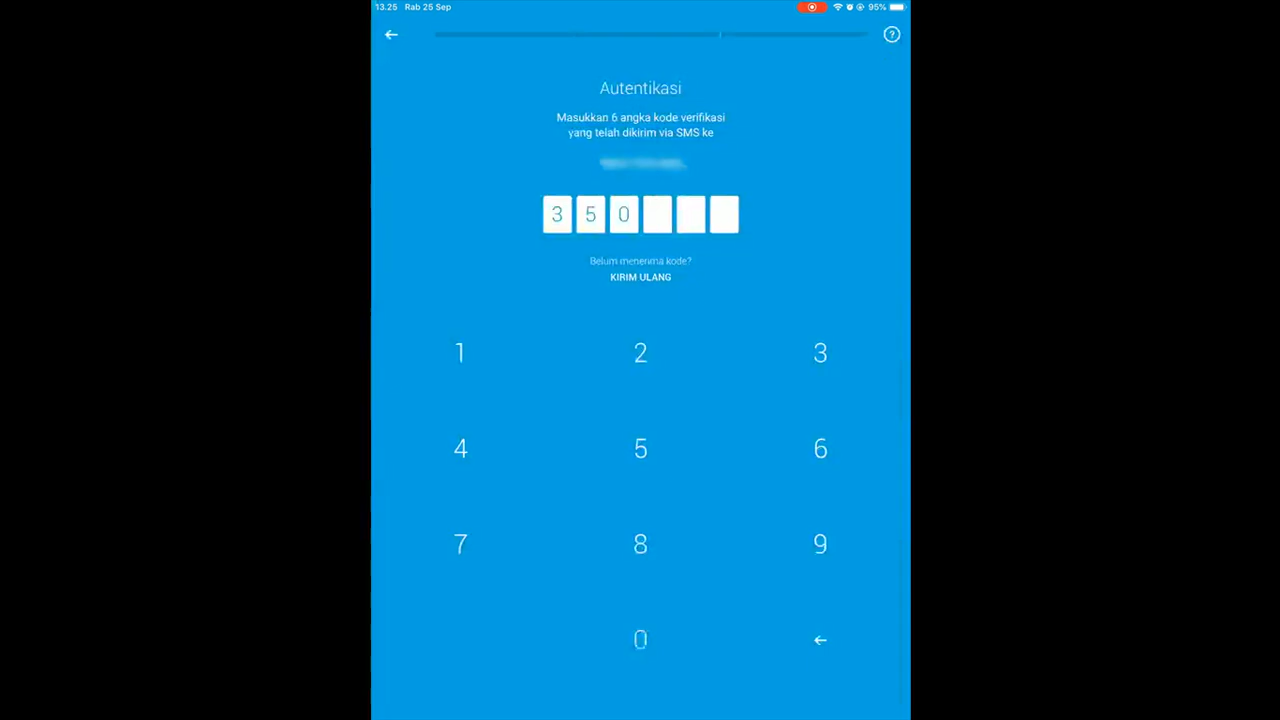 13.25 Rab 25 Sep 95%
?
Autentikasi
Masukkan 6 angka kode verifikasi
yang telah dikirim via SMS ke
3 5 0
Belum menerima kode?
KIRIM ULANG
1 2 3
4 5 6
7 8 9
0